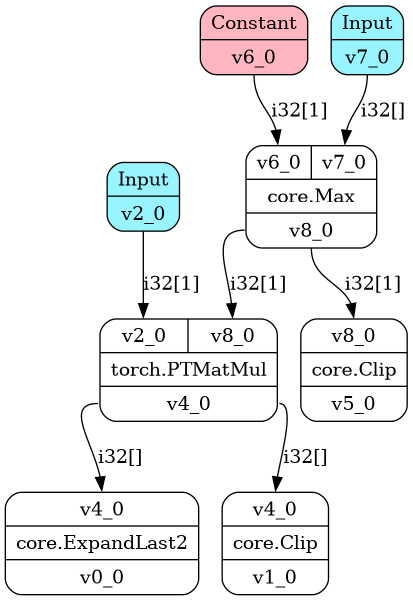 Constant
v6_0
Input
v7_0
i32[1]
i32[]
v6_0
v7_0
core.Max
v8_0
Input
v2_0
i32[1]
i32[1]
i32[1]
v2_0
v8_0
torch.PTMatMul
v4_0
v8_0
core.Clip
v5_0
i32[]
i32[]
v4_0
core.ExpandLast2
v0_0
v4_0
core.Clip
v1_0